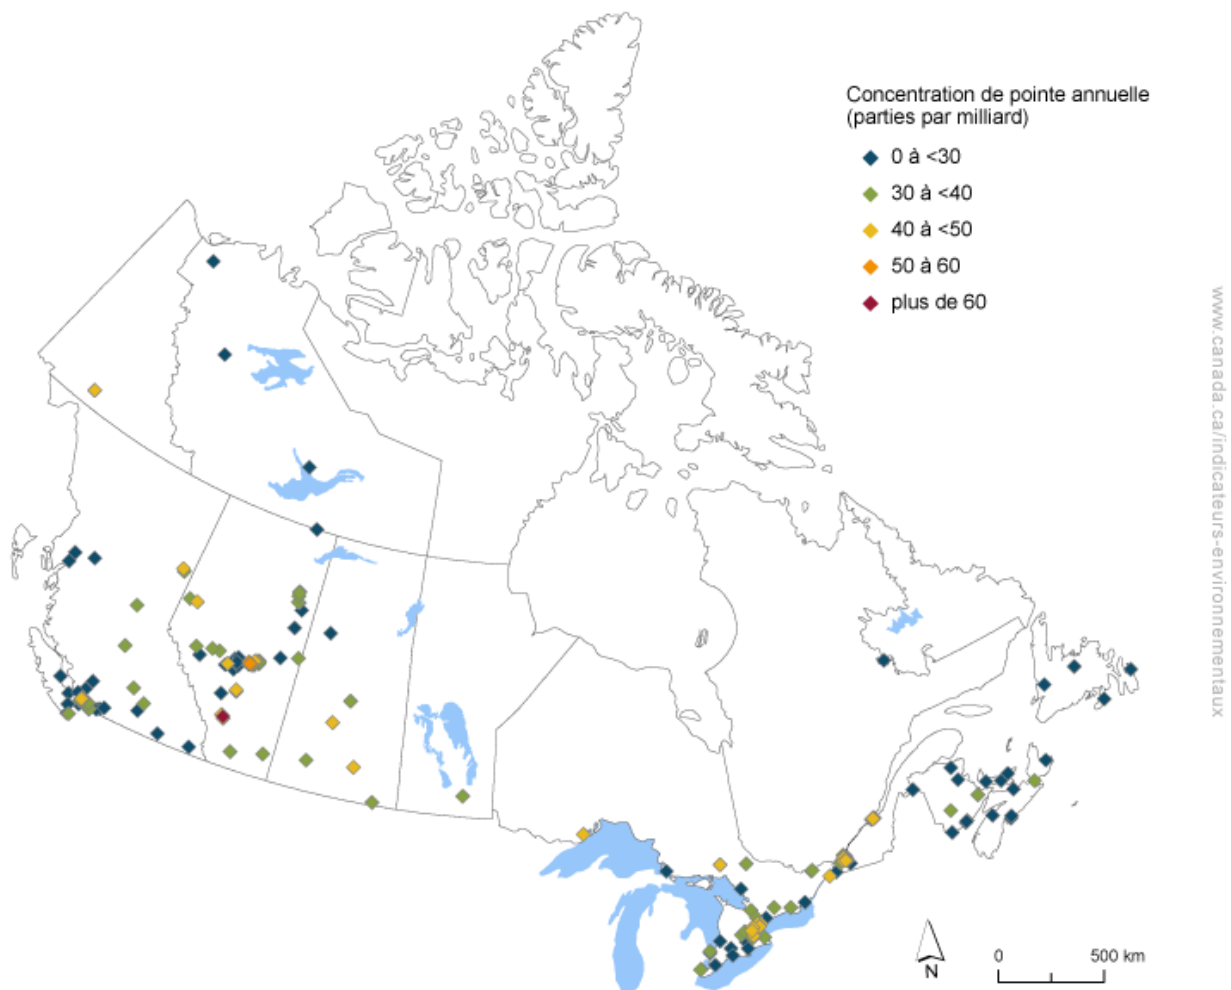 Concentration de pointe annuelle
(parties par milliard)
0 à <30
30 à <40
40 à <50
50 à 60
plus de 60
www.canada.ca/indicateurs-environnementaux
N
0 500 km